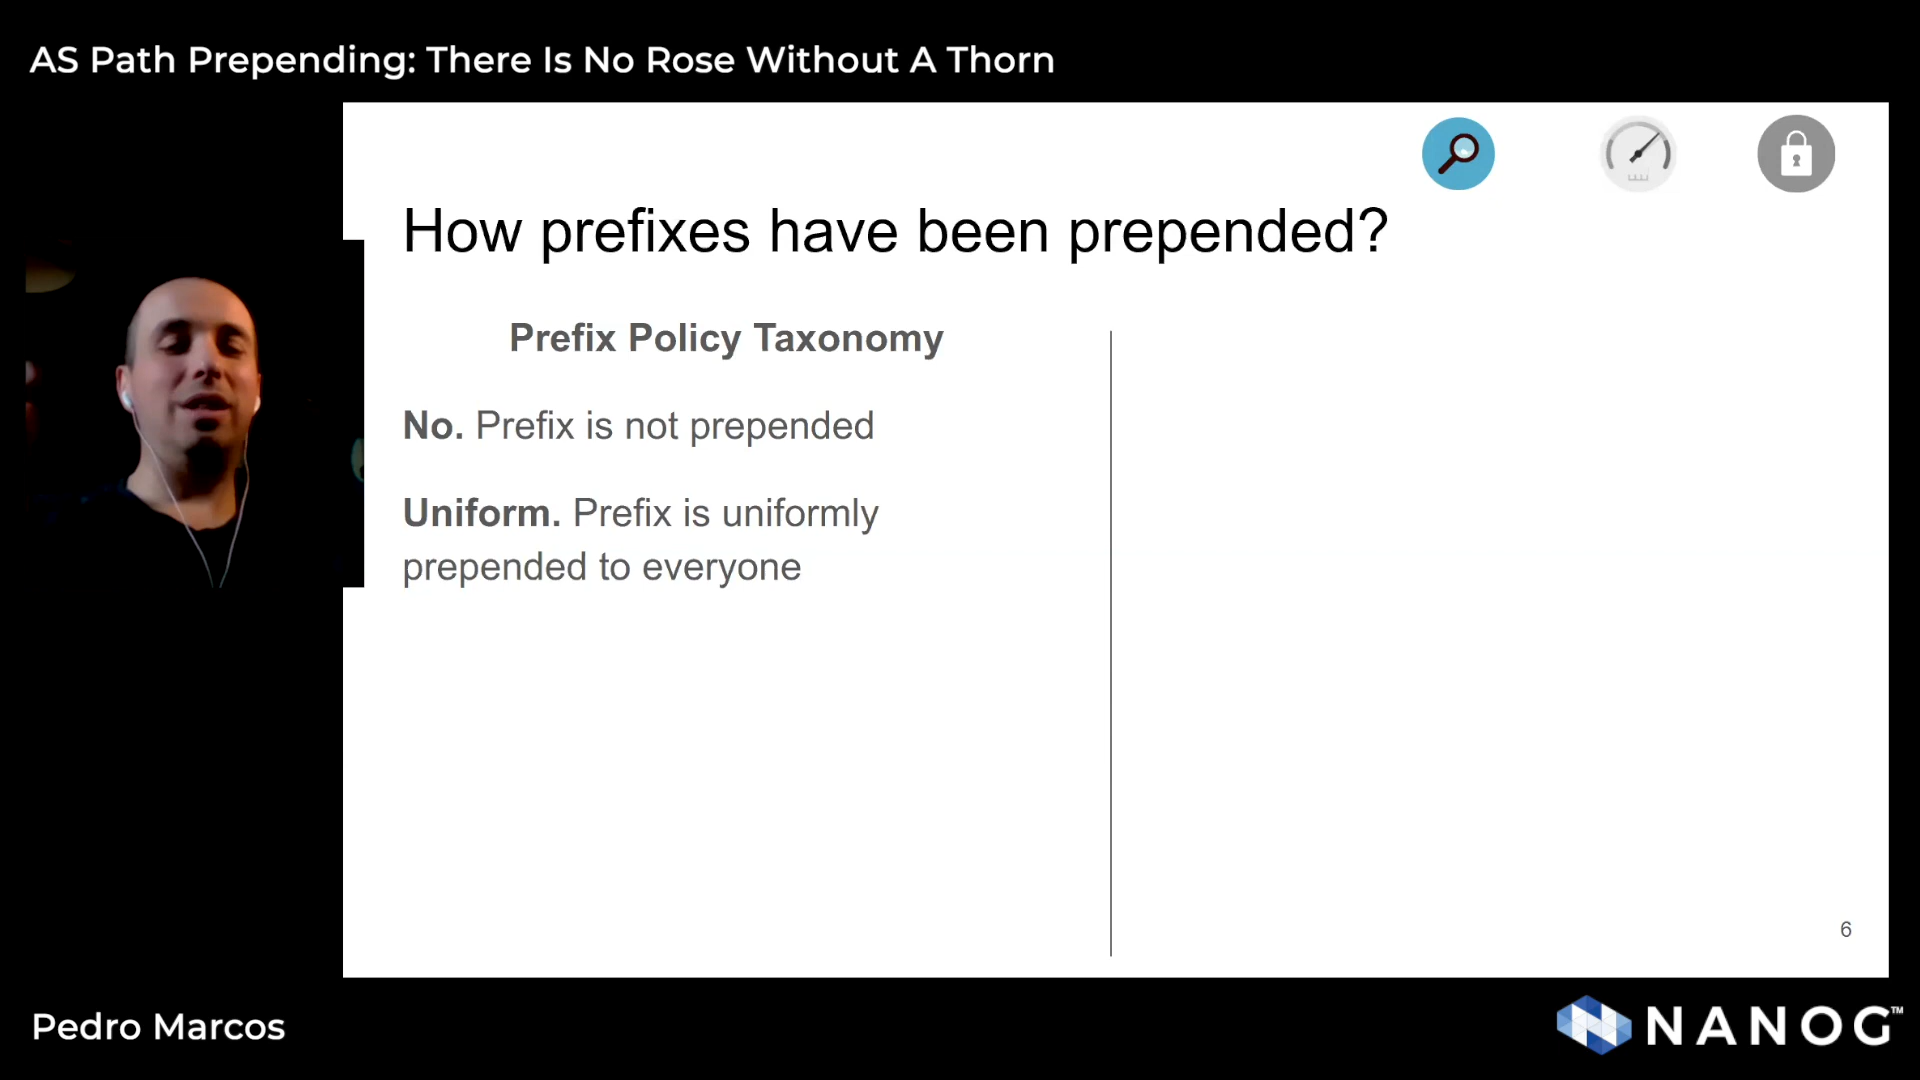 AS Path Prepending: There Is No Rose Without A Thorn
How prefixes have been prepended?
Prefix Policy Taxonomy
No. Prefix is not prepended
Uniform. Prefix is uniformly
prepended to everyone
6
Pedro Marcos
NANOG™